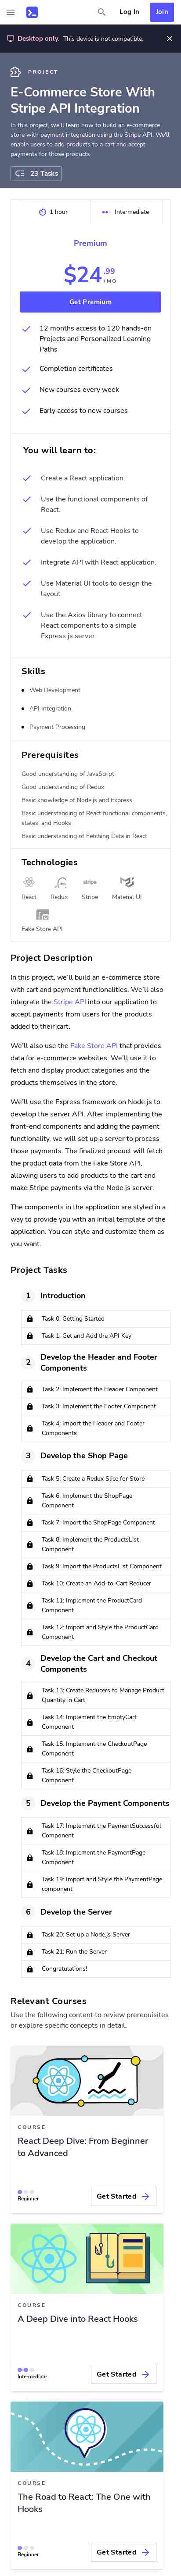 Log In
Join
Desktop only. This device is not compatible.
PROJECT
E-Commerce Store With
Stripe API Integration
In this project, we'll learn how to build an e-commerce
store with payment integration using the Stripe API. We'll
enable users to add products to a cart and accept
payments for those products.
23 Tasks
1 hour
Intermediate
Premium
$24.99
/ MO
Get Premium
12 months access to 120 hands-on
Projects and Personalized Learning
Paths
Completion certificates
New courses every week
Early access to new courses
You will learn to:
Create a React application.
Use the functional components of
React.
Use Redux and React Hooks to
develop the application.
Integrate API with React application.
Use Material UI tools to design the
layout.
Use the Axios library to connect
React components to a simple
Express.js server.
Skills
Web Development
API Integration
Payment Processing
Prerequisites
Good understanding of JavaScript
Good understanding of Redux
Basic knowledge of Node.js and Express
Basic understanding of React functional components,
states, and Hooks
Basic understanding of Fetching Data in React
Technologies
stripe
React
Redux
Stripe
Material UI
Fake Store API
Project Description
In this project, we'll build an e-commerce store
with cart and payment functionalities. We'll also
integrate the Stripe API into our application to
accept payments from users for the products
added to their cart.
We'll also use the Fake Store API that provides
data for e-commerce websites. We'll use it to
fetch and display product categories and the
products themselves in the store.
We'll use the Express framework on Node.js to
develop the server API. After implementing the
front-end components and adding the payment
functionality, we will set up a server to process
those payments. The finalized product will fetch
the product data from the Fake Store API,
allowing users to add products to the cart and
make Stripe payments via the Node.js server.
The components in the application are styled in
a way to provide you with an initial template of the
application. You can style and customize them as
you want.
Project Tasks
1
Introduction
Task 0: Getting Started
Task 1: Get and Add the API Key
2
Develop the Header and Footer
Components
Task 2: Implement the Header Component
Task 3: Implement the Footer Component
Task 4: Import the Header and Footer
Components
3
Develop the Shop Page
Task 5: Create a Redux Slice for Store
Task 6: Implement the ShopPage
Component
Task 7: Import the ShopPage Component
Task 8: Implement the ProductsList
Component
Task 9: Import the ProductsList Component
Task 10: Create an Add-to-Cart Reducer
Task 11: Implement the ProductCard
Component
Task 12: Import and Style the ProductCard
Component
4
Develop the Cart and Checkout
Components
Task 13: Create Reducers to Manage Product
Quantity in Cart
Task 14: Implement the EmptyCart
Component
Task 15: Implement the CheckoutPage
Component
Task 16: Style the CheckoutPage
Component
5
Develop the Payment Components
Task 17: Implement the PaymentSuccessful
Component
Task 18: Implement the PaymentPage
Component
Task 19: Import and Style the PaymentPage
component
6
Develop the Server
Task 20: Set up a Node.js Server
Task 21: Run the Server
Congratulations!
Relevant Courses
Use the following content to review prerequisites
or explore specific concepts in detail.
COURSE
React Deep Dive: From Beginner
to Advanced
Beginner
Get Started
COURSE
A Deep Dive into React Hooks
Intermediate
Get Started
COURSE
The Road to React: The One with
Hooks
Beginner
Get Started